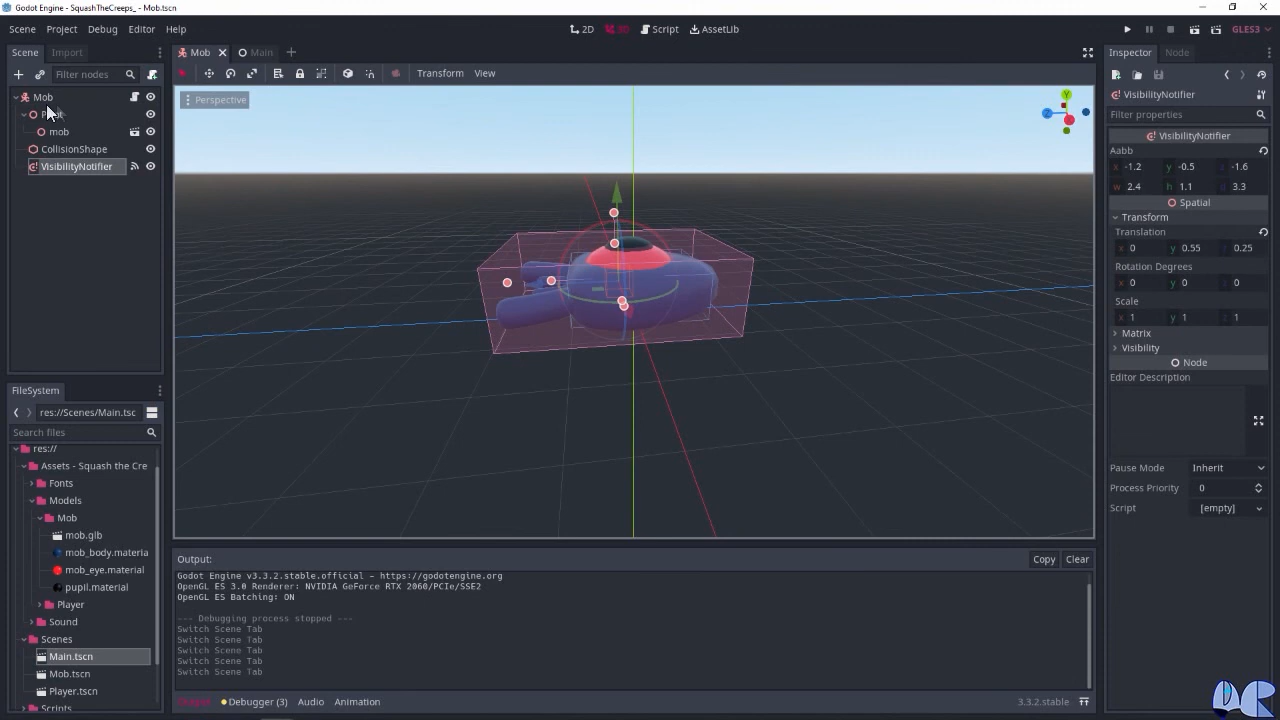 Godot Engine - SquashTheCreeps_ - Mob.tscn
Scene Project Debug Editor Help
2D 3D Script AssetLib
GLES3
Scene Import
Mob Main
Inspector Node
Filter nodes
Transform View
Mob
mob
CollisionShape
VisibilityNotifier
Perspective
Y
Z
VisibilityNotifier
Filter properties
VisibilityNotifier
Aabb
x -1.2 y -0.5 z -1.6
w 2.4 h 1.1 d 3.3
Spatial
Transform
Translation
x 0 y 0.55 z 0.25
Rotation Degrees
x 0 y 0 z 0
Scale
x 1 y 1 z 1
Matrix
Visibility
Node
Editor Description
Pause Mode Inherit
Process Priority 0
Script [empty]
FileSystem
res://Scenes/Main.tsc
Search files
res://
Assets - Squash the Cre
Fonts
Models
Mob
mob.glb
mob_body.materia
mob_eye.material
pupil.material
Player
Sound
Scenes
Main.tscn
Mob.tscn
Player.tscn
Scripts
Output:
Copy Clear
Godot Engine v3.3.2.stable.official - https://godotengine.org
OpenGL ES 3.0 Renderer: NVIDIA GeForce RTX 2060/PCIe/SSE2
OpenGL ES Batching: ON
--- Debugging process stopped ---
Switch Scene Tab
Switch Scene Tab
Switch Scene Tab
Switch Scene Tab
Switch Scene Tab
Output Debugger (3) Audio Animation
3.3.2.stable